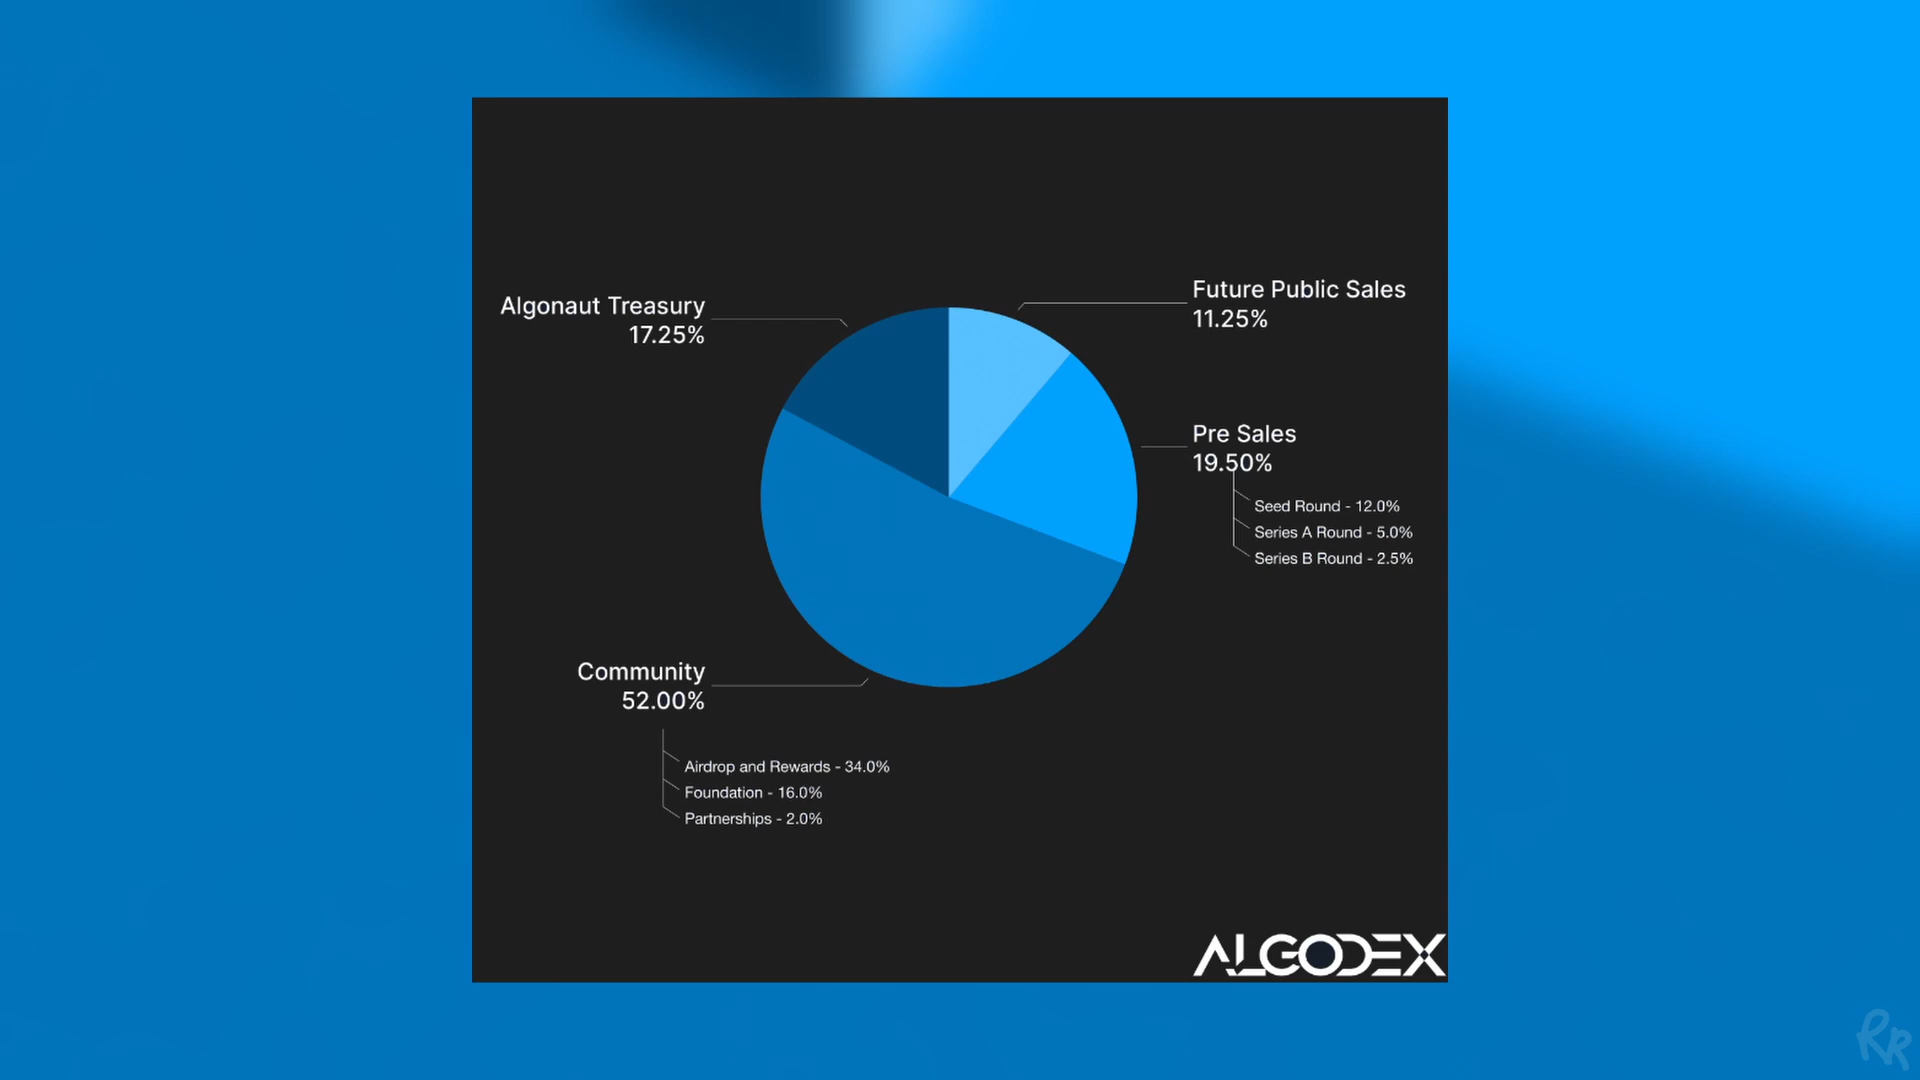 Algonaut Treasury
17.25%
Future Public Sales
11.25%
Pre Sales
19.50%
Seed Round - 12.0%
Series A Round - 5.0%
Series B Round - 2.5%
Community
52.00%
Airdrop and Rewards - 34.0%
Foundation - 16.0%
Partnerships - 2.0%
ALGODEX
RR